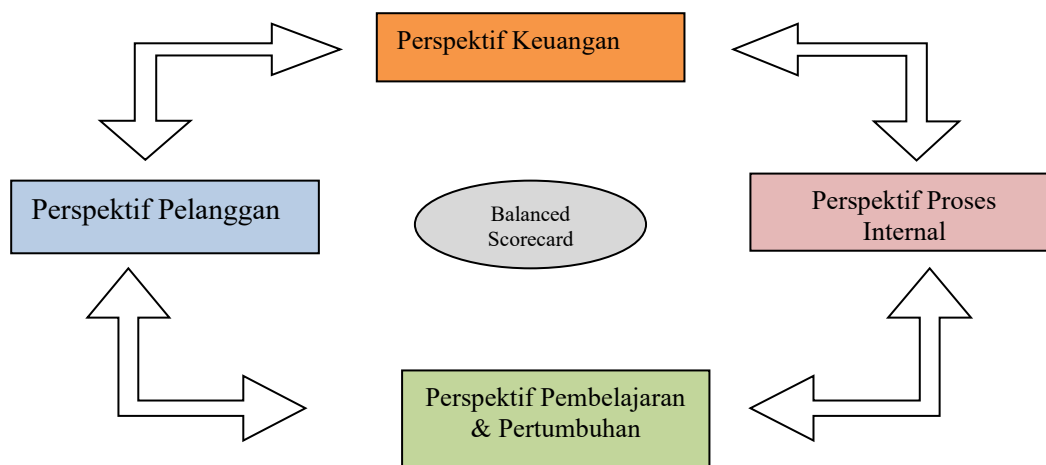 Perspektif Keuangan
Perspektif Pelanggan
Balanced
Scorecard
Perspektif Proses
Internal
Perspektif Pembelajaran
& Pertumbuhan